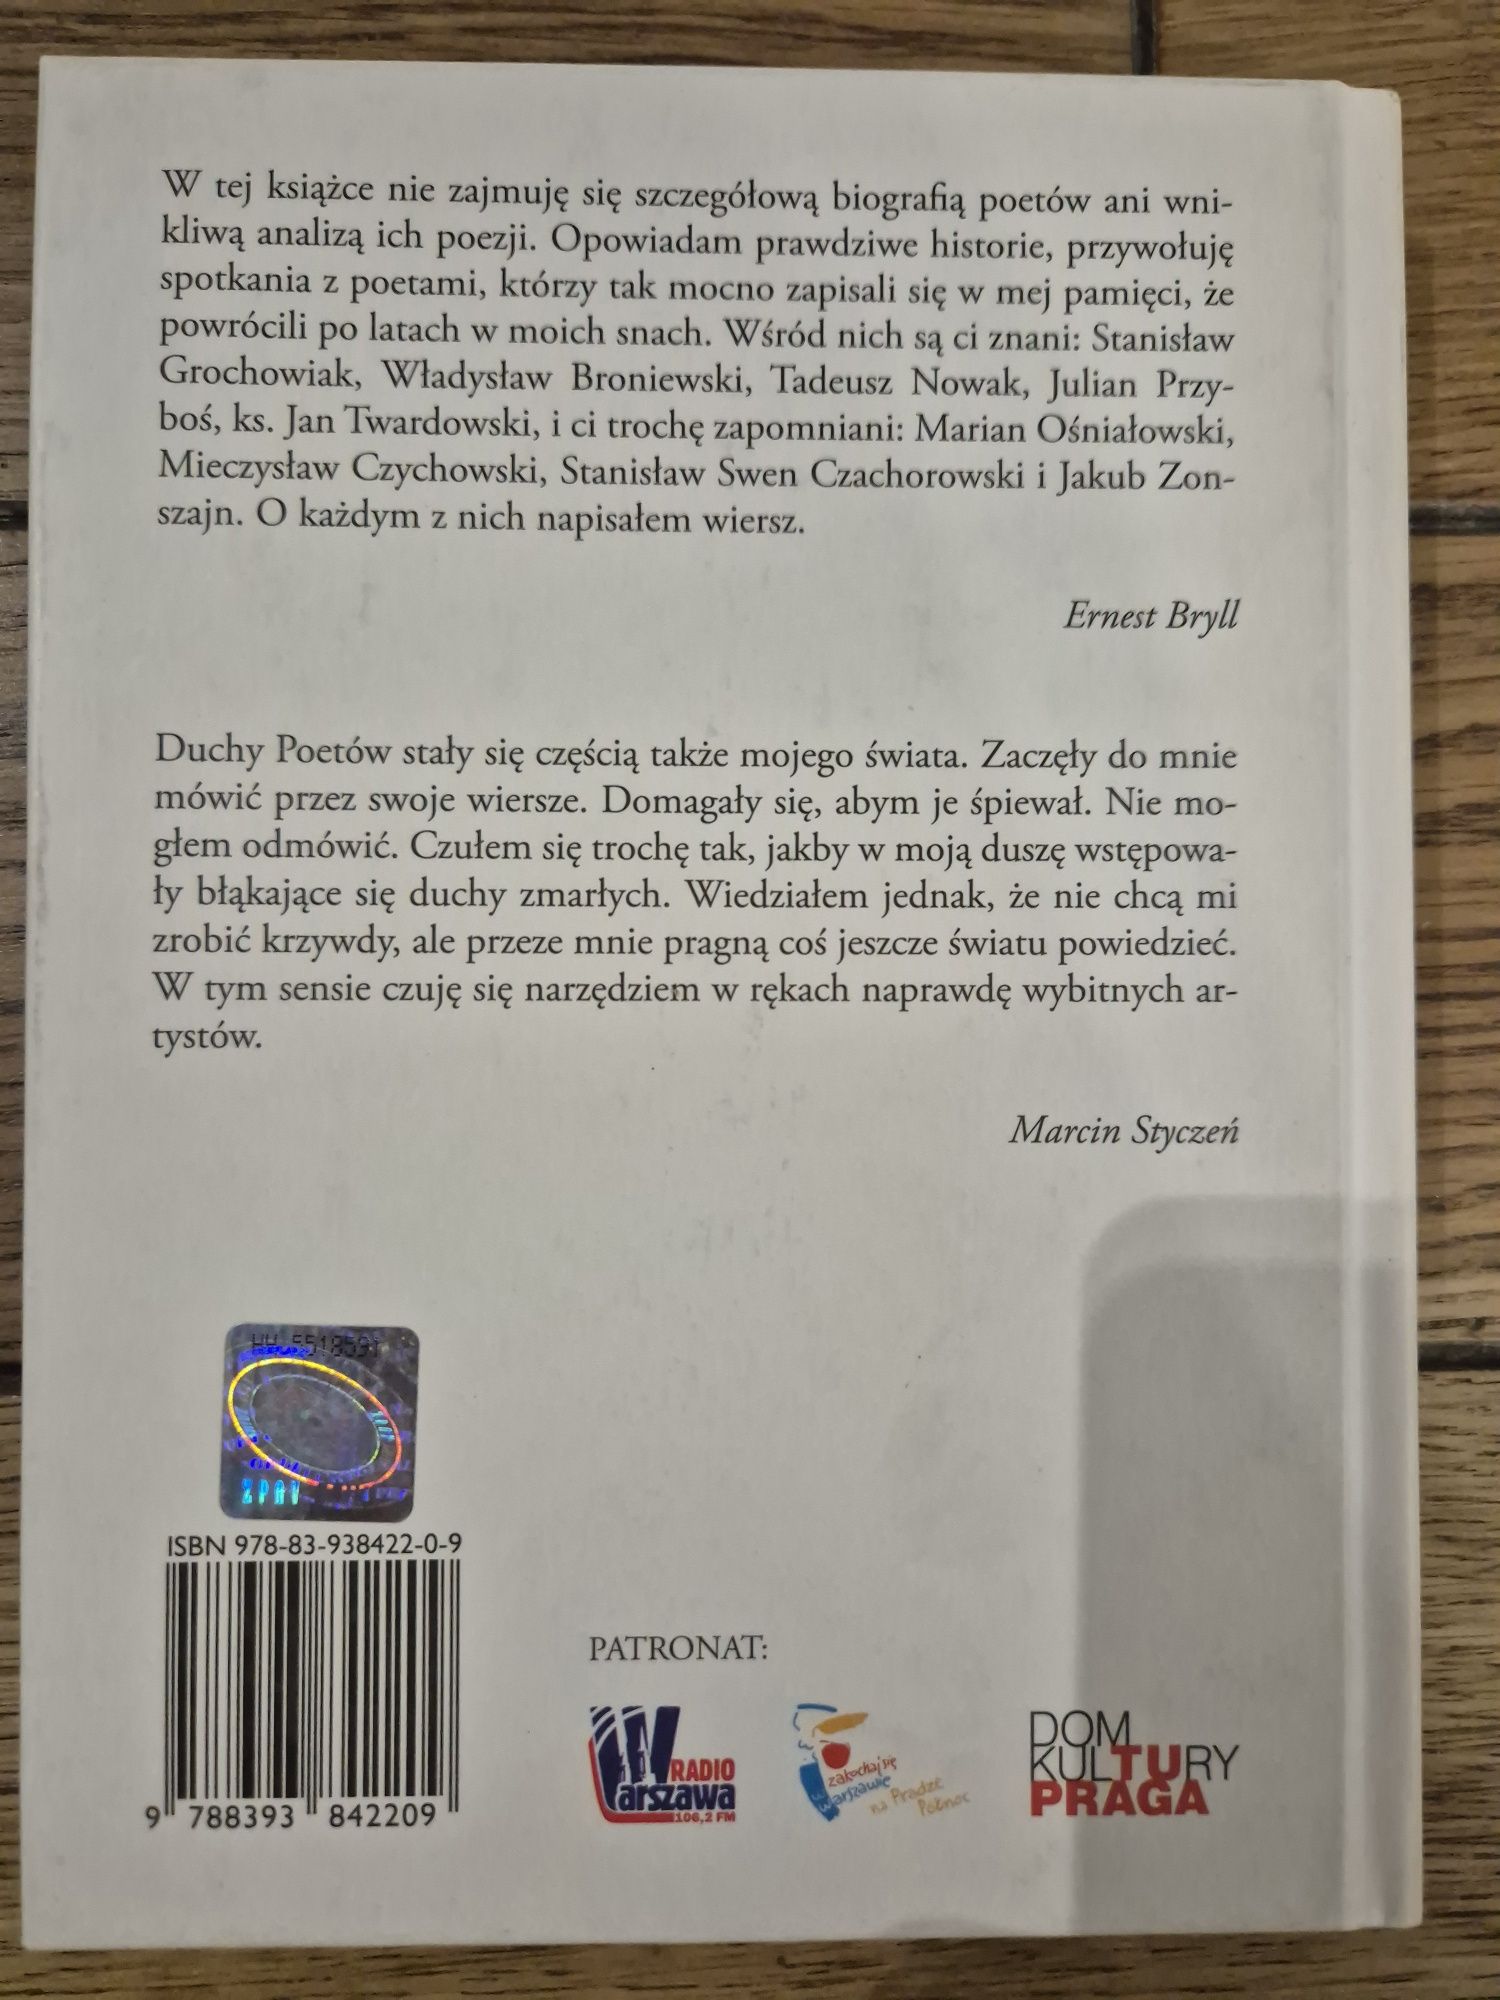 W tej książce nie zajmuję się szczegółową biografią poetów ani wni-
kliwą analizą ich poezji. Opowiadam prawdziwe historie, przywołuję
spotkania z poetami, którzy tak mocno zapisali się w mej pamięci, że
powrócili po latach w moich snach. Wśród nich są ci znani: Stanisław
Grochowiak, Władysław Broniewski, Tadeusz Nowak, Julian Przy-
boś, ks. Jan Twardowski, i ci trochę zapomniani: Marian Ośniałowski,
Mieczysław Czychowski, Stanisław Swen Czachorowski i Jakub Zon-
szajn. O każdym z nich napisałem wiersz.
Ernest Bryll
Duchy Poetów stały się częścią także mojego świata. Zaczęły do mnie
mówić przez swoje wiersze. Domagały się, abym je śpiewał. Nie mo-
głem odmówić. Czułem się trochę tak, jakby w moją duszę wstępowa-
ły błąkające się duchy zmarłych. Wiedziałem jednak, że nie chcą mi
zrobić krzywdy, ale przeze mnie pragną coś jeszcze światu powiedzieć.
W tym sensie czuję się narzędziem w rękach naprawdę wybitnych ar-
tystów.
Marcin Styczeń
5518591
ZPAV
ISBN 978-83-938422-0-9
9 788393 842209
PATRONAT:
RADIO
Warszawa
106,2 FM
zakochaj się
w Warszawie
na Pradze
Północ
DOM
KULTURY
PRAGA